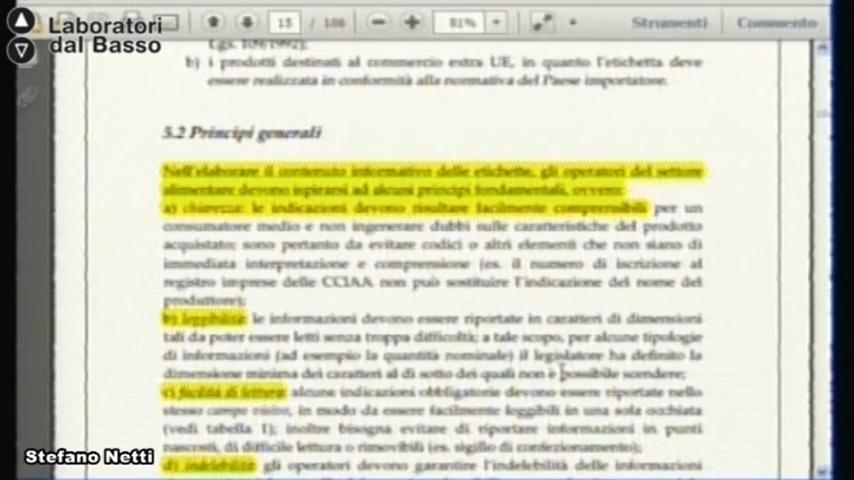 Laboratori
dal Basso
15 / 106
81%
Strumenti
Commento
Lgs. 109/1992);
b) i prodotti destinati al commercio extra UE, in quanto l'etichetta deve
essere realizzata in conformità alla normativa del Paese importatore.
5.2 Principi generali
Nell'elaborare il contenuto informativo delle etichette, gli operatori del settore
alimentare devono ispirarsi ad alcuni principi fondamentali, ovvero:
a) chiarezza: le indicazioni devono risultare facilmente comprensibili per un
consumatore medio e non ingenerare dubbi sulle caratteristiche del prodotto
acquistato; sono pertanto da evitare codici o altri elementi che non siano di
immediata interpretazione e comprensione (es. il numero di iscrizione al
registro imprese delle CCIAA non può sostituire l'indicazione del nome del
produttore);
b) leggibilità: le informazioni devono essere riportate in caratteri di dimensioni
tali da poter essere letti senza troppa difficoltà; a tale scopo, per alcune tipologie
di informazioni (ad esempio la quantità nominale) il legislatore ha definito la
dimensione minima dei caratteri al di sotto dei quali non è possibile scendere;
c) facilità di lettura: alcune indicazioni obbligatorie devono essere riportate nello
stesso campo visivo, in modo da essere facilmente leggibili in una sola occhiata
(vedi tabella 1); inoltre bisogna evitare di riportare informazioni in punti
nascosti, di difficile lettura o rimovibili (es. sigillo di confezionamento);
d) indelebilità: gli operatori devono garantire l'indelebilità delle informazioni
Stefano Netti